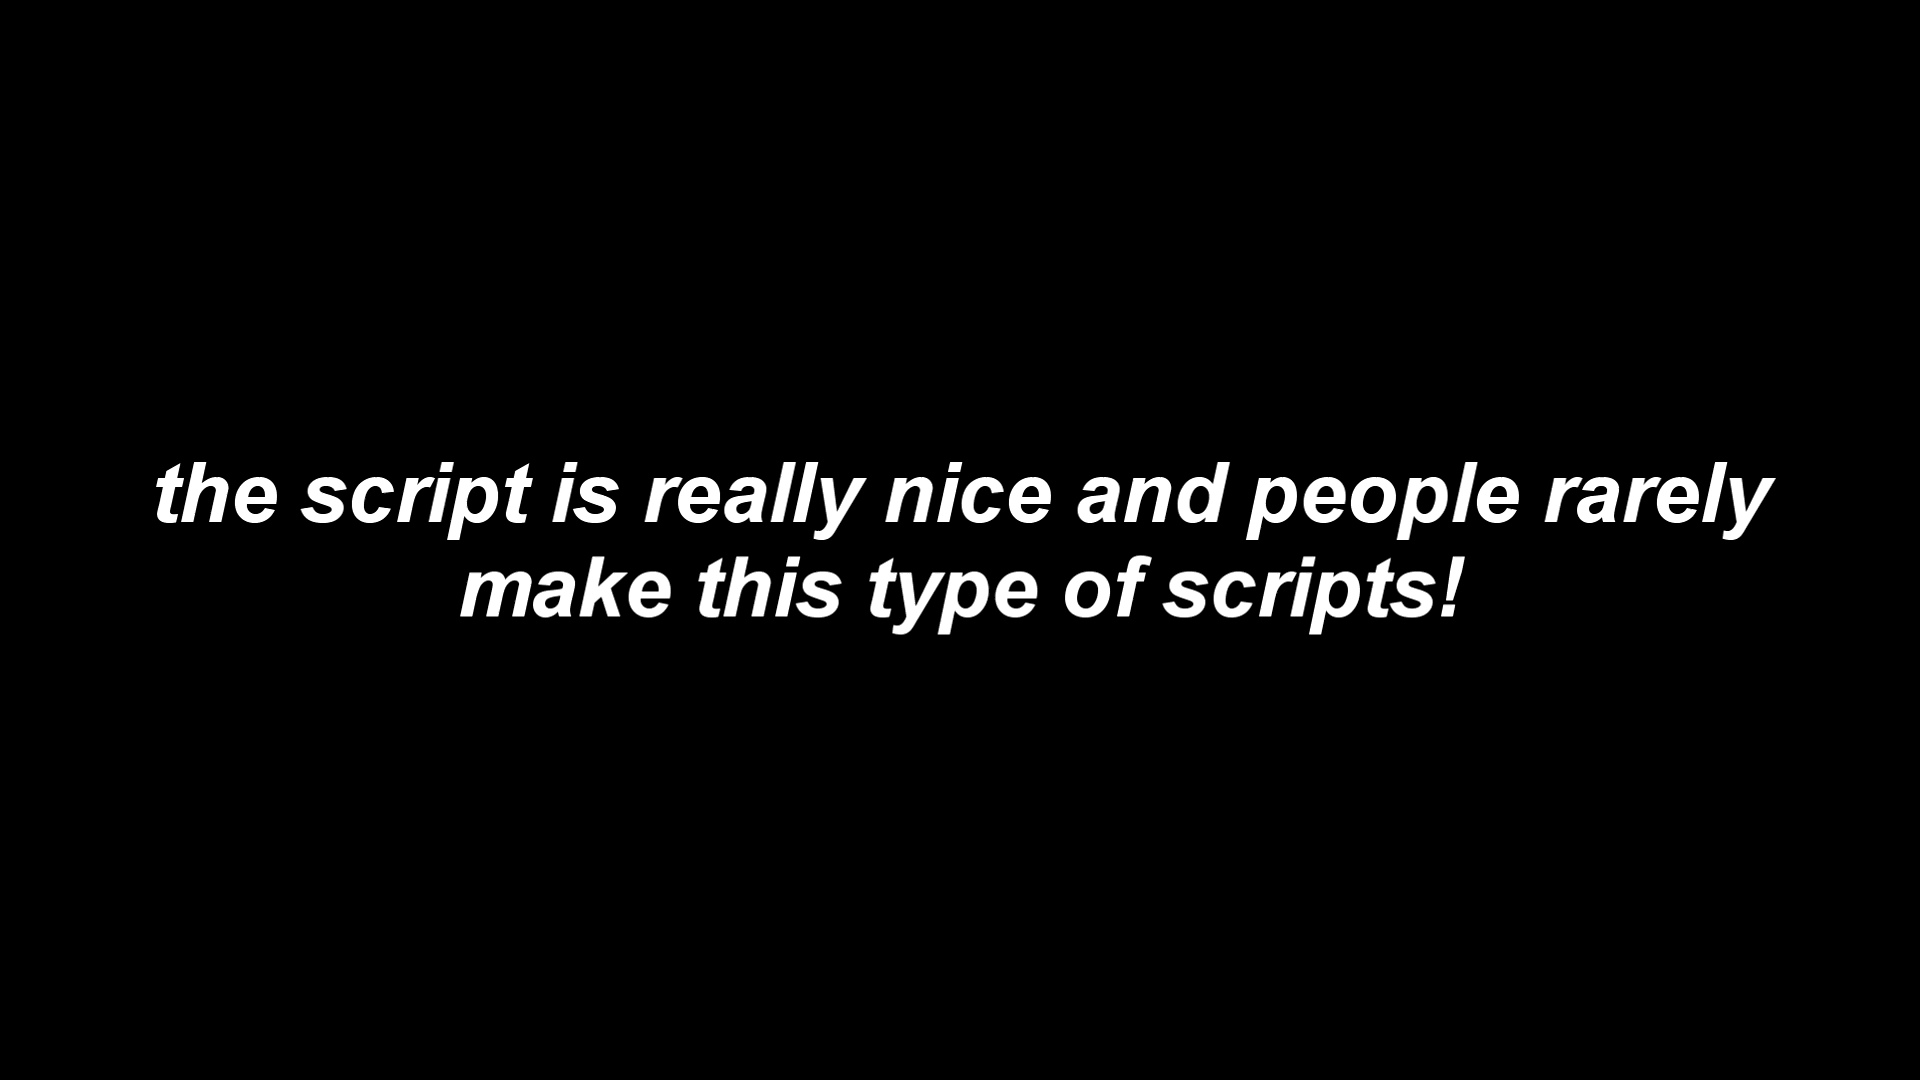 the script is really nice and people rarely
make this type of scripts!